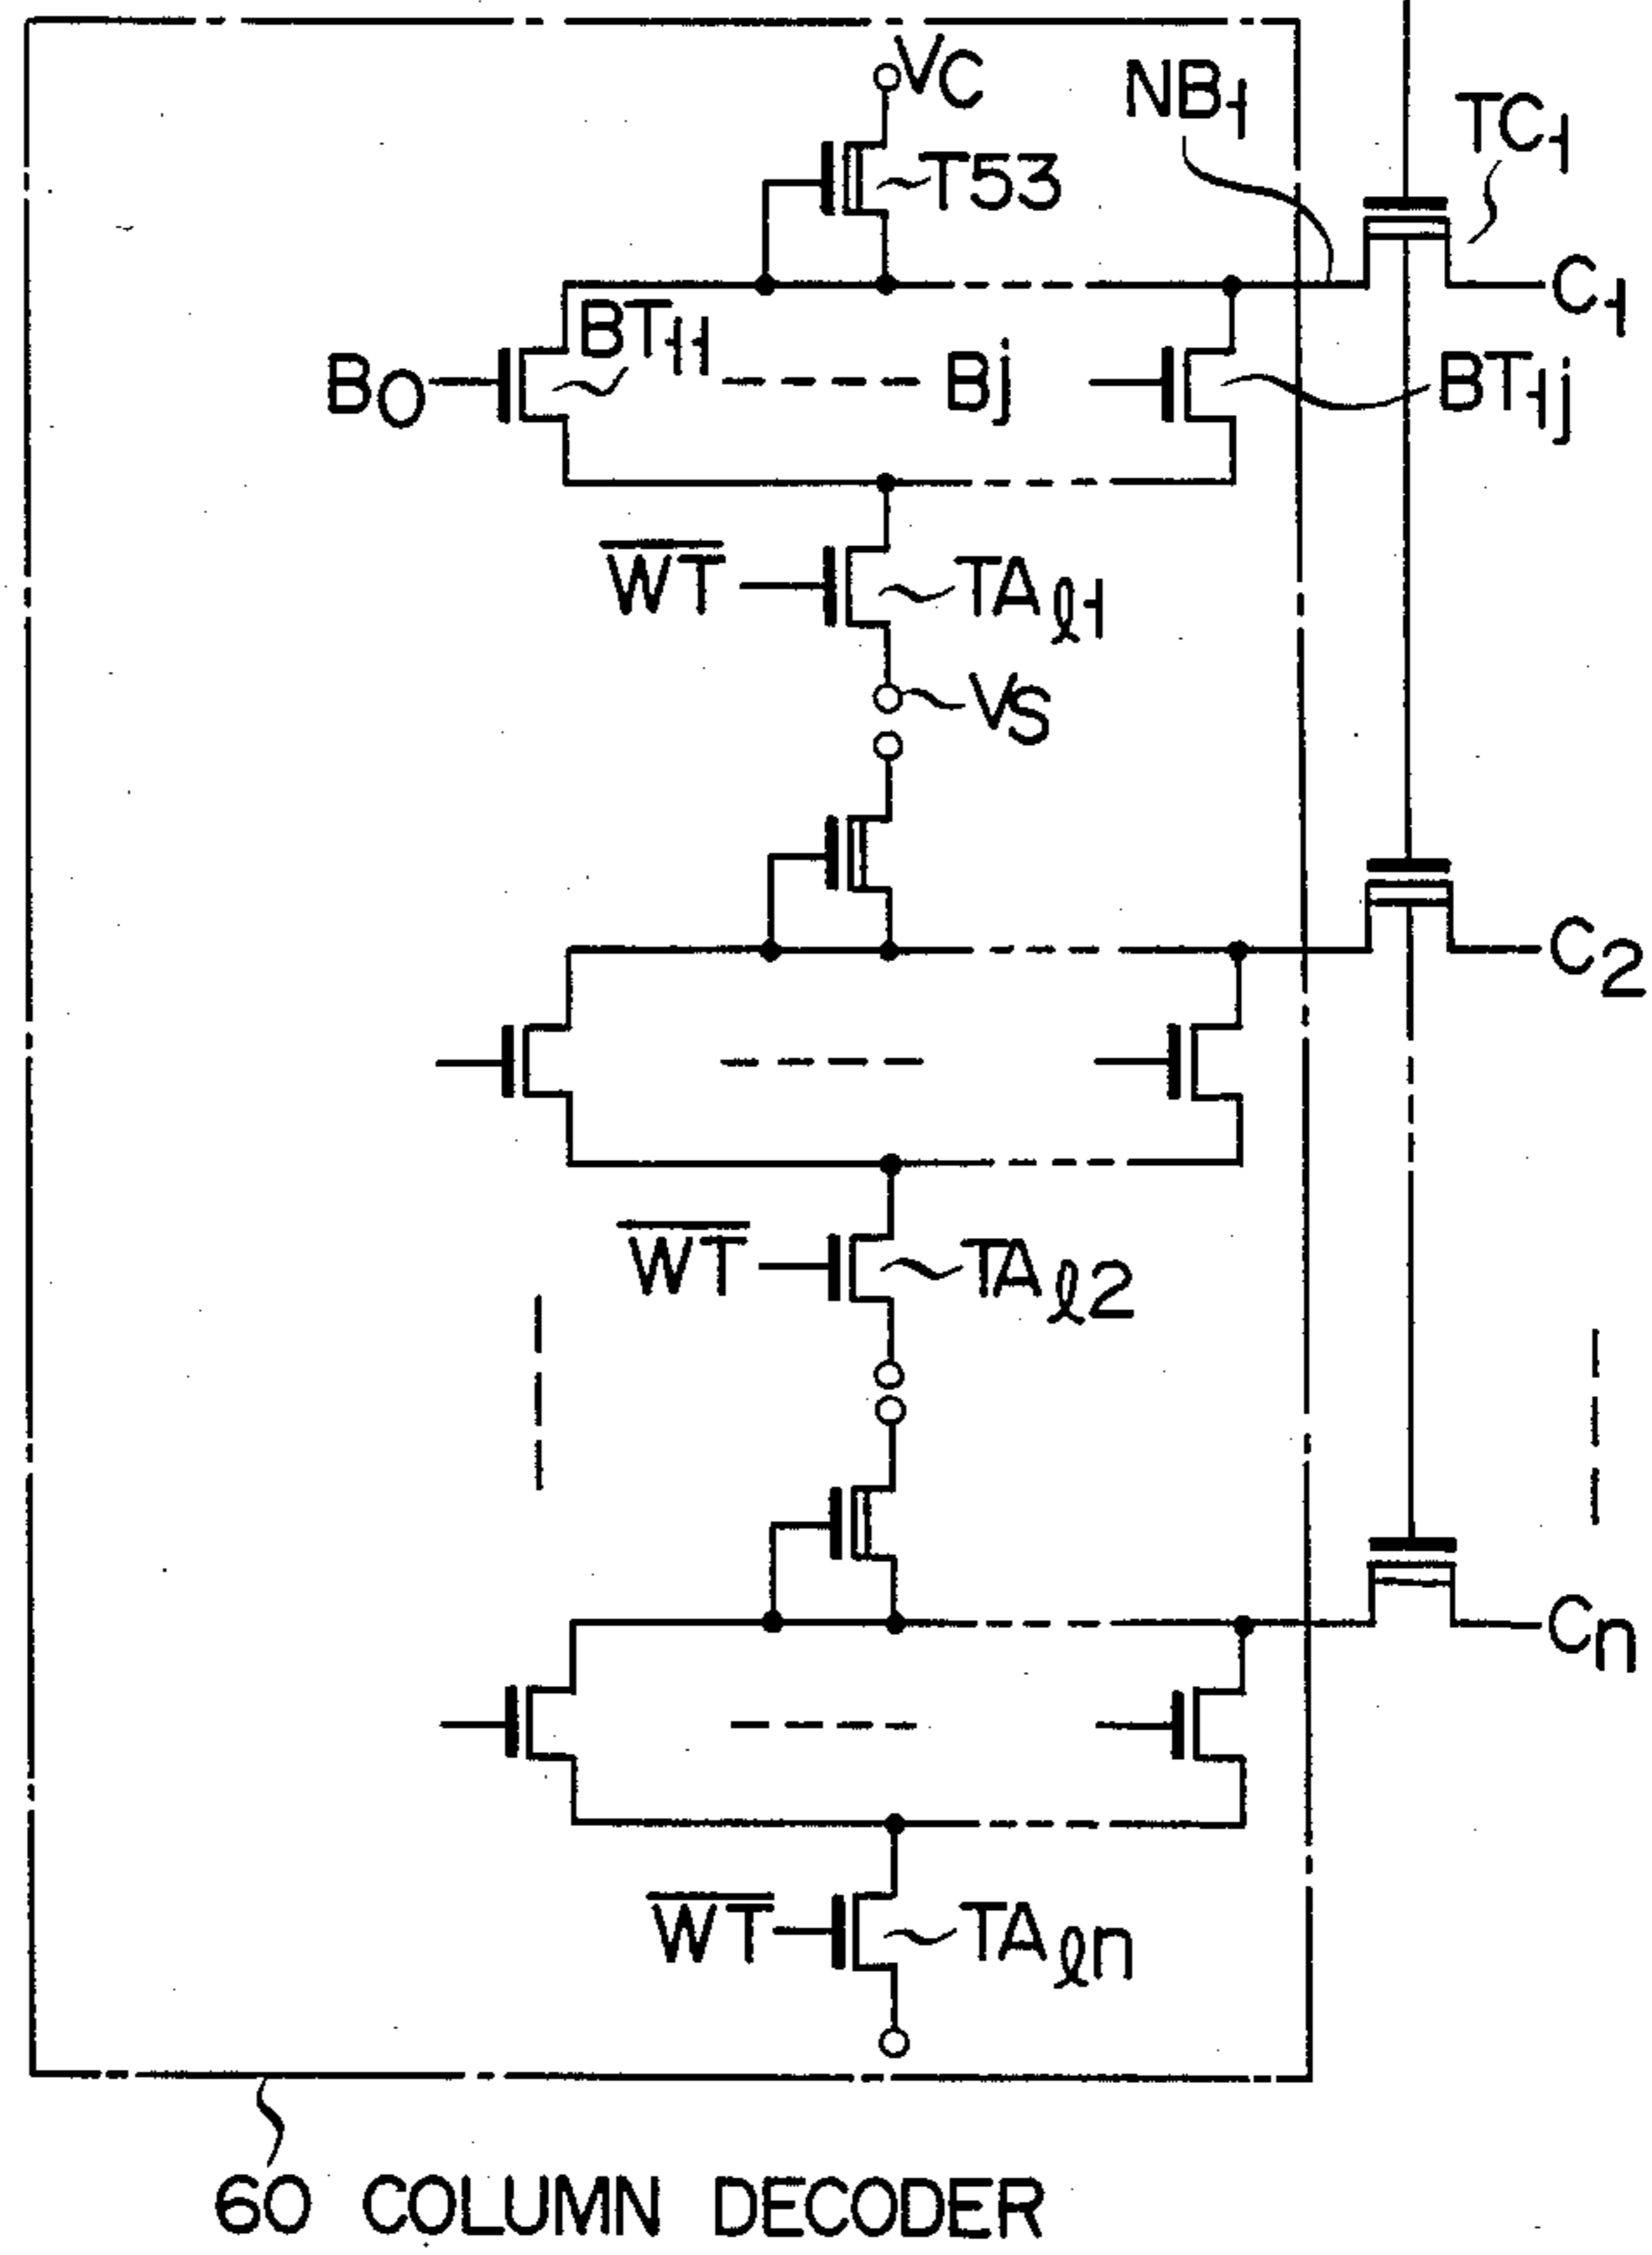 VC
NB1
TC1
T53
C1
BT11
B0
Bj
BT1j
WT
TAℓ1
VS
C2
WT
TAℓ2
Cn
WT
TAℓn
60 COLUMN DECODER